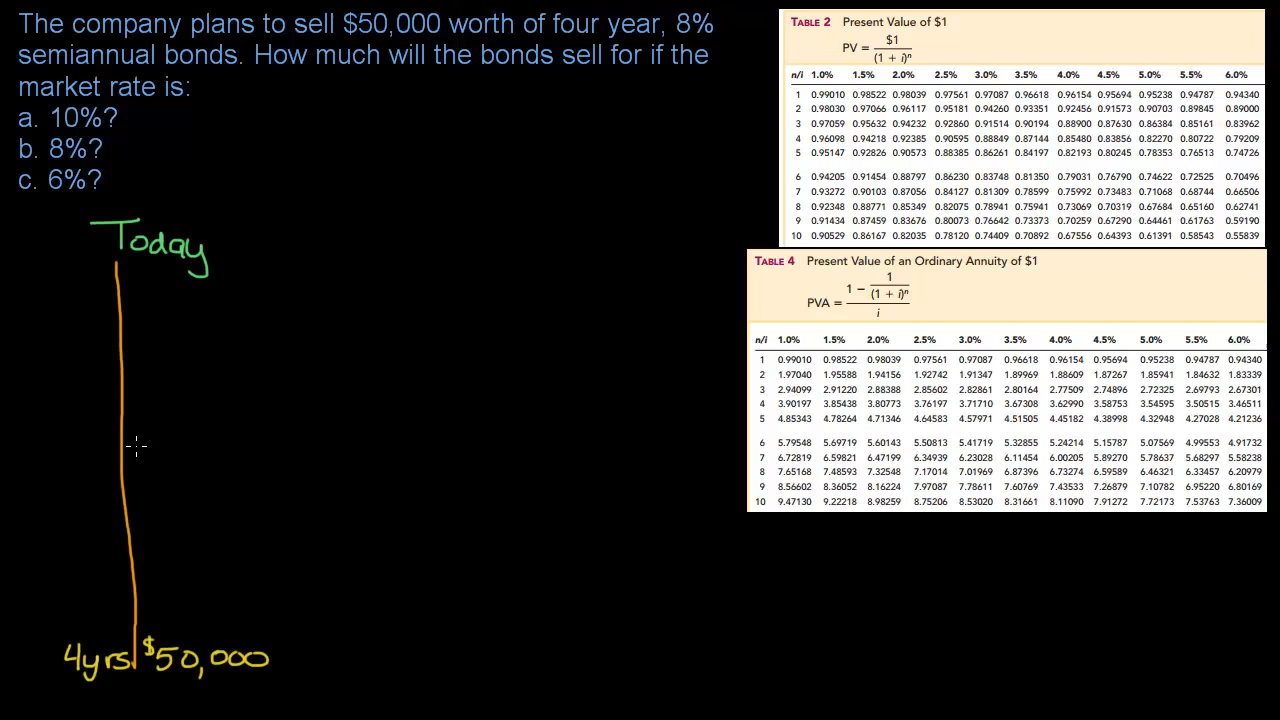 The company plans to sell $50,000 worth of four year, 8%
semiannual bonds. How much will the bonds sell for if the
market rate is:
a. 10%?
b. 8%?
c. 6%?
Today
4yrs $50,000
TABLE 2 Present Value of $1
PV = $1
(1 + i)ⁿ
n/i 1.0% 1.5% 2.0% 2.5% 3.0% 3.5% 4.0% 4.5% 5.0% 5.5% 6.0%
1 0.99010 0.98522 0.98039 0.97561 0.97087 0.96618 0.96154 0.95694 0.95238 0.94787 0.94340
2 0.98030 0.97066 0.96117 0.95181 0.94260 0.93351 0.92456 0.91573 0.90703 0.89845 0.89000
3 0.97059 0.95632 0.94232 0.92860 0.91514 0.90194 0.88900 0.87630 0.86384 0.85161 0.83962
4 0.96098 0.94218 0.92385 0.90595 0.88849 0.87144 0.85480 0.83856 0.82270 0.80722 0.79209
5 0.95147 0.92826 0.90573 0.88385 0.86261 0.84197 0.82193 0.80245 0.78353 0.76513 0.74726
6 0.94205 0.91454 0.88797 0.86230 0.83748 0.81350 0.79031 0.76790 0.74622 0.72525 0.70496
7 0.93272 0.90103 0.87056 0.84127 0.81309 0.78599 0.75992 0.73483 0.71068 0.68744 0.66506
8 0.92348 0.88771 0.85349 0.82075 0.78941 0.75941 0.73069 0.70319 0.67684 0.65160 0.62741
9 0.91434 0.87459 0.83676 0.80073 0.76642 0.73373 0.70259 0.67290 0.64461 0.61763 0.59190
10 0.90529 0.86167 0.82035 0.78120 0.74409 0.70892 0.67556 0.64393 0.61391 0.58543 0.55839
TABLE 4 Present Value of an Ordinary Annuity of $1
1
1 −
(1 + i)ⁿ
PVA =
i
n/i 1.0% 1.5% 2.0% 2.5% 3.0% 3.5% 4.0% 4.5% 5.0% 5.5% 6.0%
1 0.99010 0.98522 0.98039 0.97561 0.97087 0.96618 0.96154 0.95694 0.95238 0.94787 0.94340
2 1.97040 1.95588 1.94156 1.92742 1.91347 1.89969 1.88609 1.87267 1.85941 1.84632 1.83339
3 2.94099 2.91220 2.88388 2.85602 2.82861 2.80164 2.77509 2.74896 2.72325 2.69793 2.67301
4 3.90197 3.85438 3.80773 3.76197 3.71710 3.67308 3.62990 3.58753 3.54595 3.50515 3.46511
5 4.85343 4.78264 4.71346 4.64583 4.57971 4.51505 4.45182 4.38998 4.32948 4.27028 4.21236
6 5.79548 5.69719 5.60143 5.50813 5.41719 5.32855 5.24214 5.15787 5.07569 4.99553 4.91732
7 6.72819 6.59821 6.47199 6.34939 6.23028 6.11454 6.00205 5.89270 5.78637 5.68297 5.58238
8 7.65168 7.48593 7.32548 7.17014 7.01969 6.87396 6.73274 6.59589 6.46321 6.33457 6.20979
9 8.56602 8.36052 8.16224 7.97087 7.78611 7.60769 7.43533 7.26879 7.10782 6.95220 6.80169
10 9.47130 9.22218 8.98259 8.75206 8.53020 8.31661 8.11090 7.91272 7.72173 7.53763 7.36009